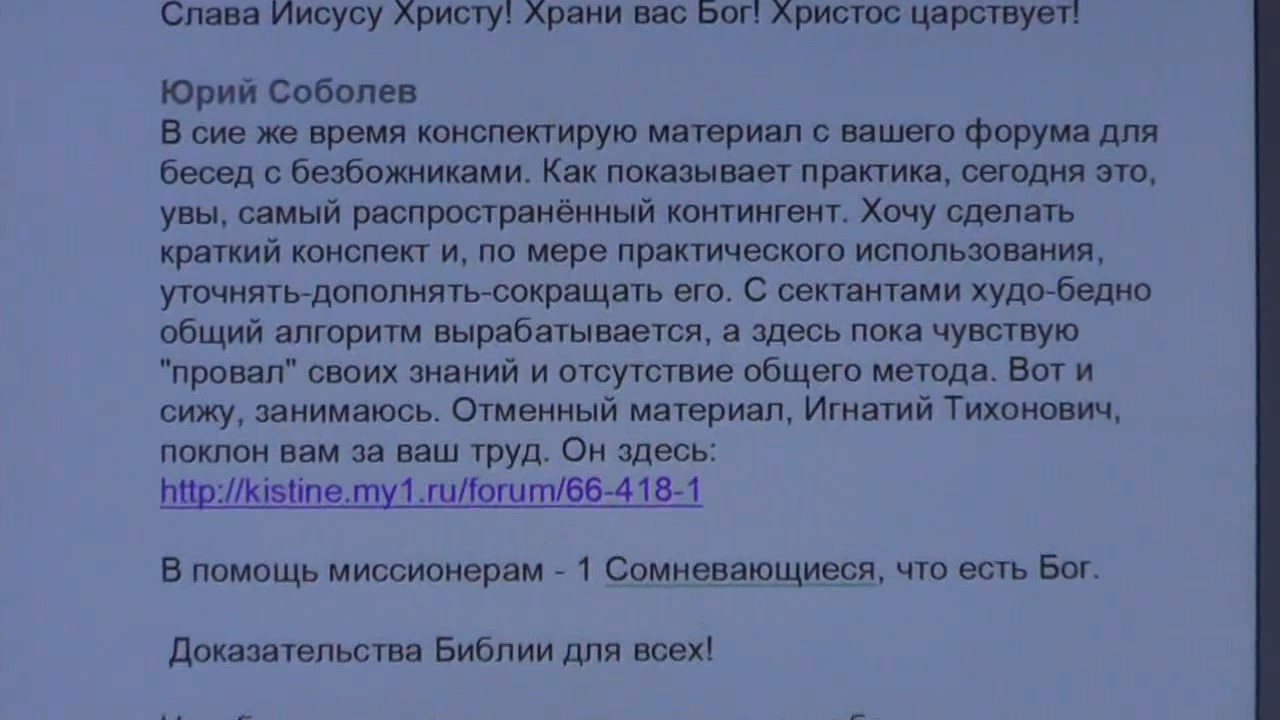 Слава Иисусу Христу! Храни вас Бог! Христос царствует!
Юрий Соболев
В сие же время конспектирую материал с вашего форума для
бесед с безбожниками. Как показывает практика, сегодня это,
увы, самый распространённый контингент. Хочу сделать
краткий конспект и, по мере практического использования,
уточнять-дополнять-сокращать его. С сектантами худо-бедно
общий алгоритм вырабатывается, а здесь пока чувствую
"провал" своих знаний и отсутствие общего метода. Вот и
сижу, занимаюсь. Отменный материал, Игнатий Тихонович,
поклон вам за ваш труд. Он здесь:
http://kistine.my1.ru/forum/66-418-1
В помощь миссионерам - 1 Сомневающиеся, что есть Бог.
Доказательства Библии для всех!